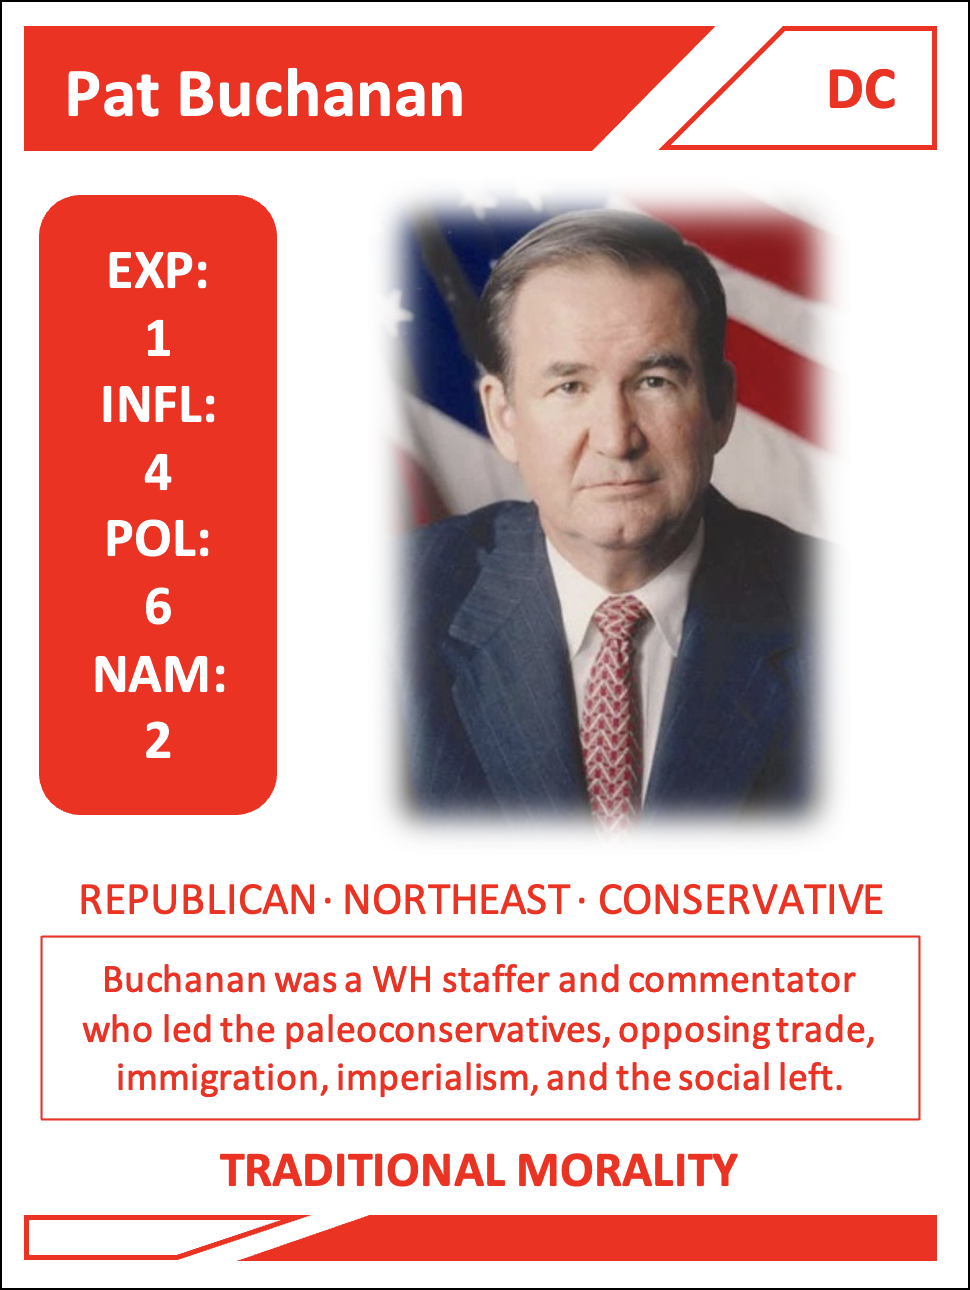 Pat Buchanan
DC
EXP:
1
INFL:
4
POL:
6
NAM:
2
REPUBLICAN · NORTHEAST · CONSERVATIVE
Buchanan was a WH staffer and commentator
who led the paleoconservatives, opposing trade,
immigration, imperialism, and the social left.
TRADITIONAL MORALITY